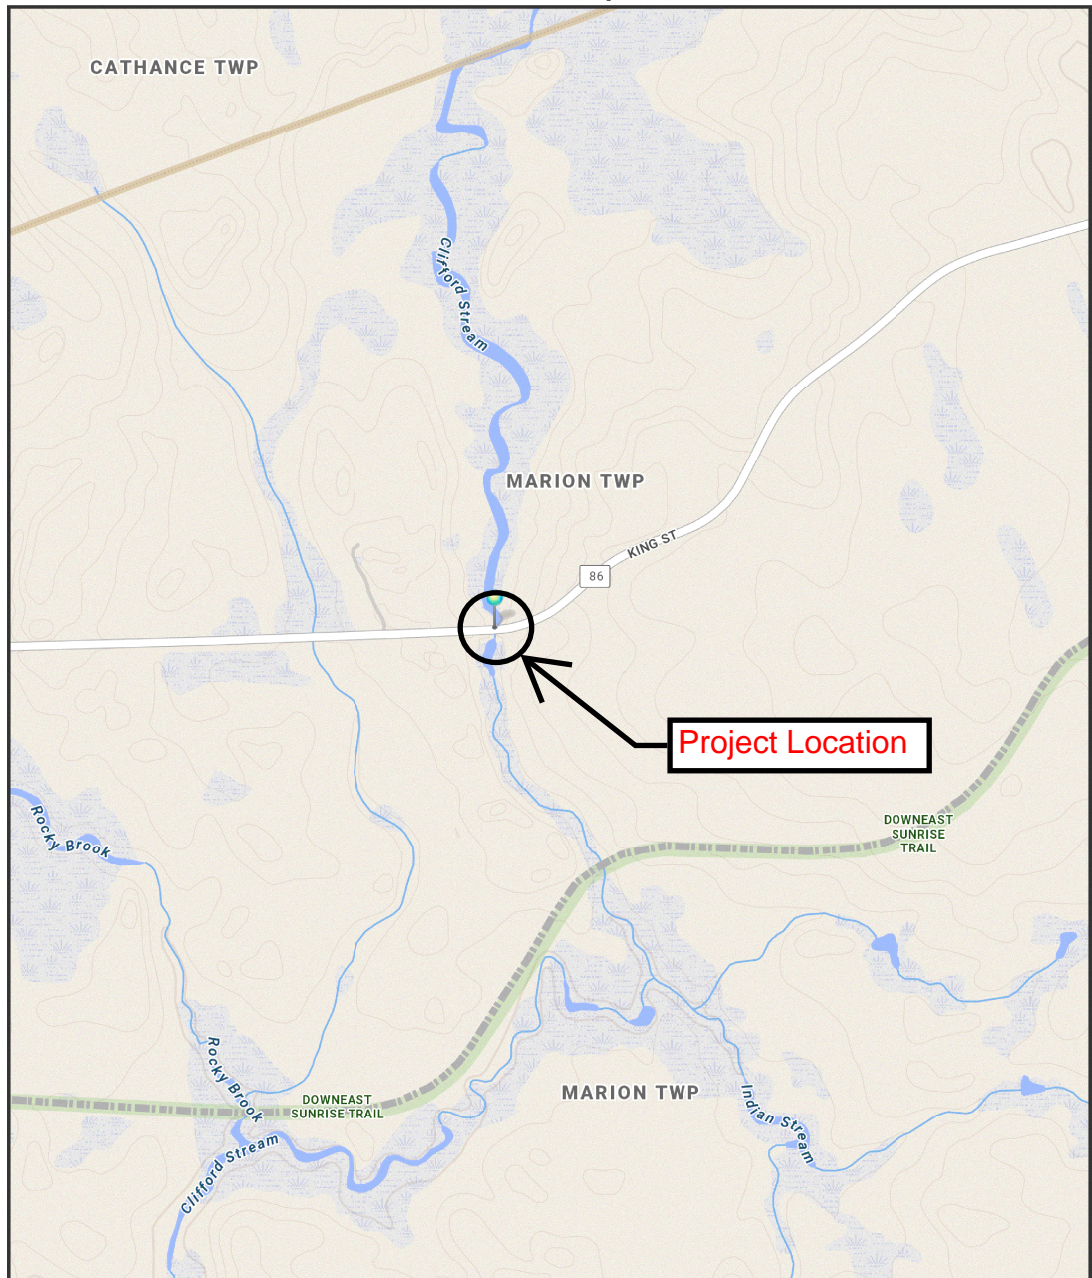 CATHANCE TWP
Clifford Stream
MARION TWP
KING ST
86
Project Location
DOWNEAST
SUNRISE
TRAIL
Rocky Brook
Rocky Brook
DOWNEAST
SUNRISE TRAIL
MARION TWP
Indian Stream
Clifford Stream